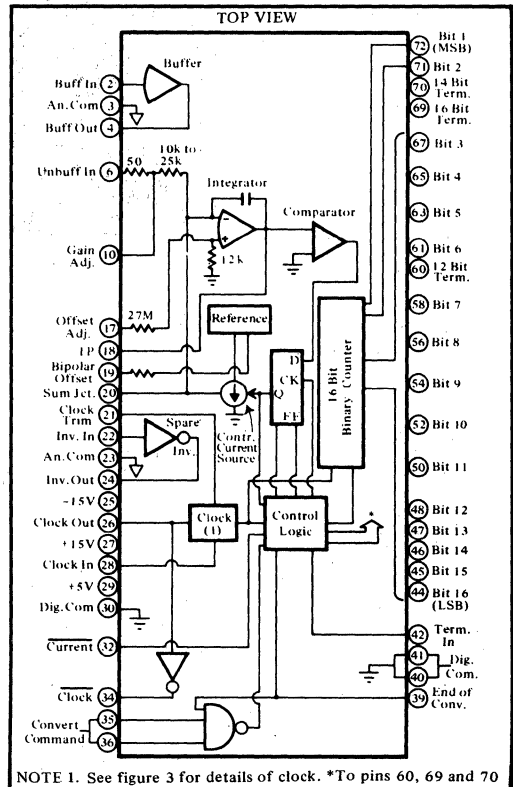 TOP VIEW
Buffer
Buff In 2
An.Com 3
Buff Out 4
Unbuff In 6
50
10k to
25k
Integrator
Comparator
Gain
Adj. 10
12k
Offset
Adj. 17
27M
TP 18
Bipolar
Offset 19
Sum Jct. 20
Clock
Trim 21
Inv. In 22
An.Com 23
Inv.Out 24
-15V 25
Clock Out 26
+15V 27
Clock In 28
+5V 29
Dig.Com 30
Current 32
Clock 34
Convert
Command
35
36
Reference
D
CK
Q
FF
Contr.
Current
Source
Spare
Inv.
Clock
(1)
Control
Logic
16 Bit
Binary Counter
*
72 Bit 1
(MSB)
71 Bit 2
70 14 Bit
Term.
69 16 Bit
Term.
67 Bit 3
65 Bit 4
63 Bit 5
61 Bit 6
60 12 Bit
Term.
58 Bit 7
56 Bit 8
54 Bit 9
52 Bit 10
50 Bit 11
48 Bit 12
47 Bit 13
46 Bit 14
45 Bit 15
44 Bit 16
(LSB)
42 Term.
In
41
40
Dig.
Com.
39 End of
Conv.
NOTE 1. See figure 3 for details of clock. *To pins 60, 69 and 70